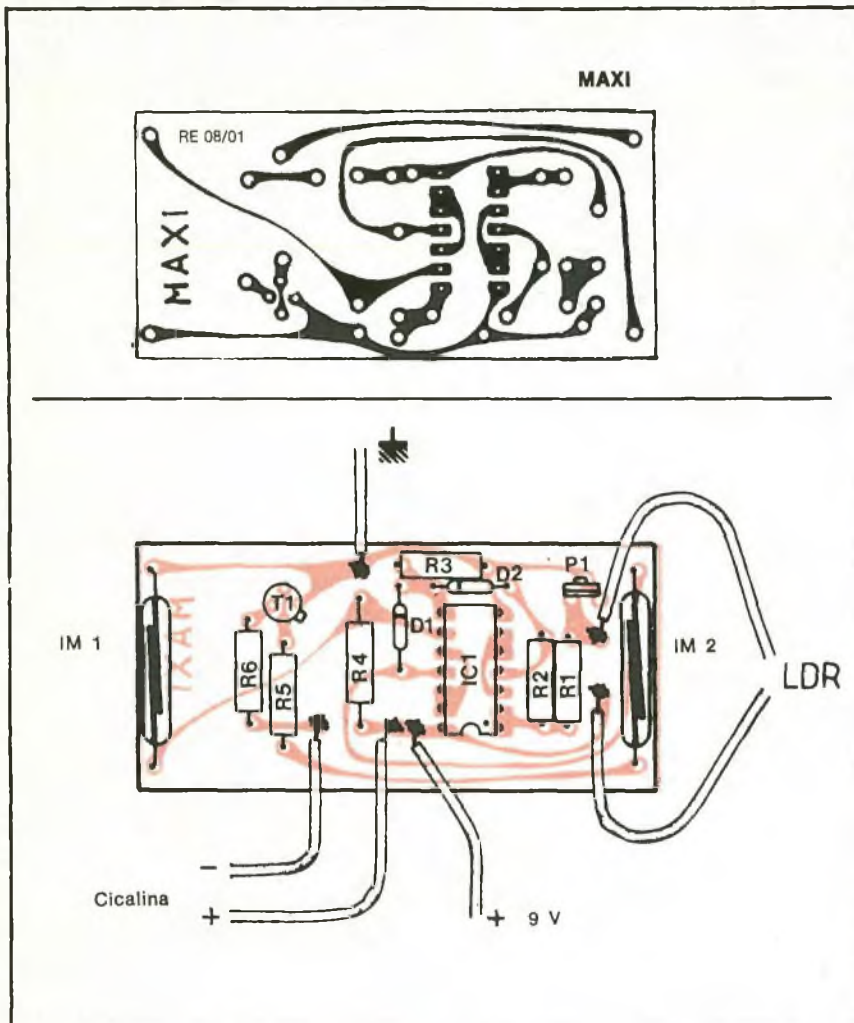 MAXI
RE 08/01
MAXI
R3
P1
D2
T1
D1
IM 1
MAXI
R6
R5
R4
IC1
R2
R1
IM 2
LDR
-
Cicalina
+
+ 9 V